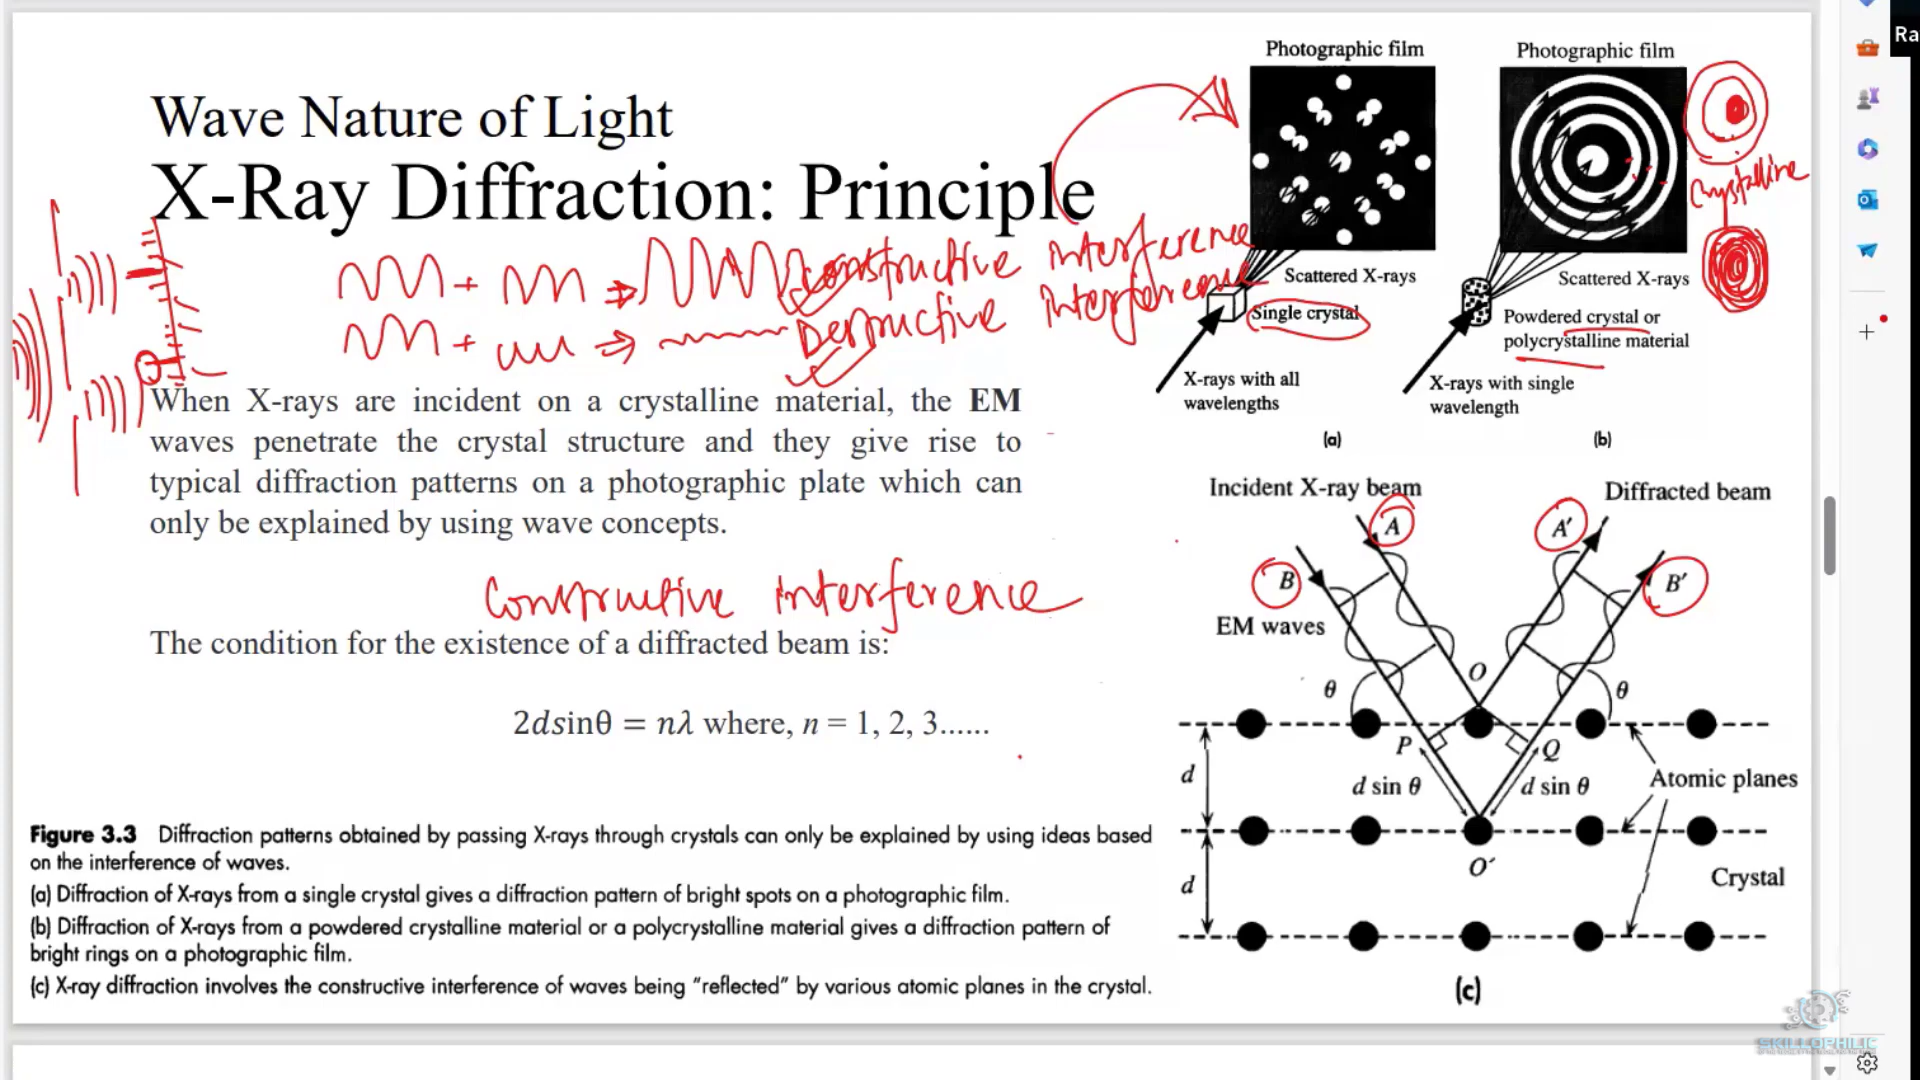 Ra
Wave Nature of Light
X-Ray Diffraction: Principle
+ ⇒ Constructive interference
+ ⇒ Destructive interference
When X-rays are incident on a crystalline material, the EM
waves penetrate the crystal structure and they give rise to
typical diffraction patterns on a photographic plate which can
only be explained by using wave concepts.
Constructive interference
The condition for the existence of a diffracted beam is:
2dsinθ = nλ where, n = 1, 2, 3......
Figure 3.3 Diffraction patterns obtained by passing X-rays through crystals can only be explained by using ideas based
on the interference of waves.
(a) Diffraction of X-rays from a single crystal gives a diffraction pattern of bright spots on a photographic film.
(b) Diffraction of X-rays from a powdered crystalline material or a polycrystalline material gives a diffraction pattern of
bright rings on a photographic film.
(c) X-ray diffraction involves the constructive interference of waves being "reflected" by various atomic planes in the crystal.
Photographic film
Scattered X-rays
Single crystal
X-rays with all
wavelengths
(a)
Photographic film
Crystalline
Scattered X-rays
Powdered crystal or
polycrystalline material
X-rays with single
wavelength
(b)
Incident X-ray beam
Diffracted beam
A
A'
B
B'
EM waves
O
θ
θ
P
Q
d
d sin θ
d sin θ
Atomic planes
O'
d
Crystal
(c)
SKILLOPHILIC